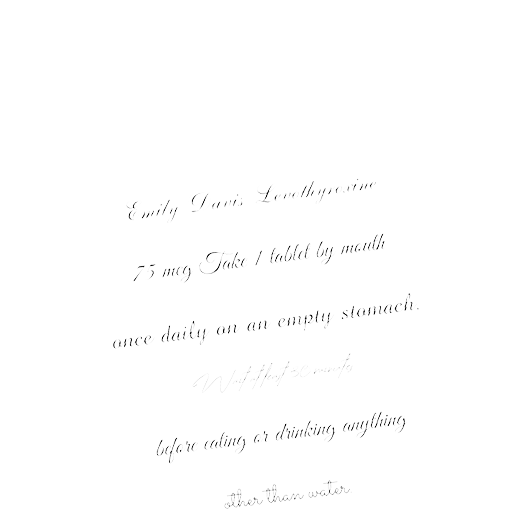 Emily Davis Levothyroxine
75 mcg Take 1 tablet by mouth
once daily on an empty stomach.
Wait at least minutes
before eating or drinking anything
other than water